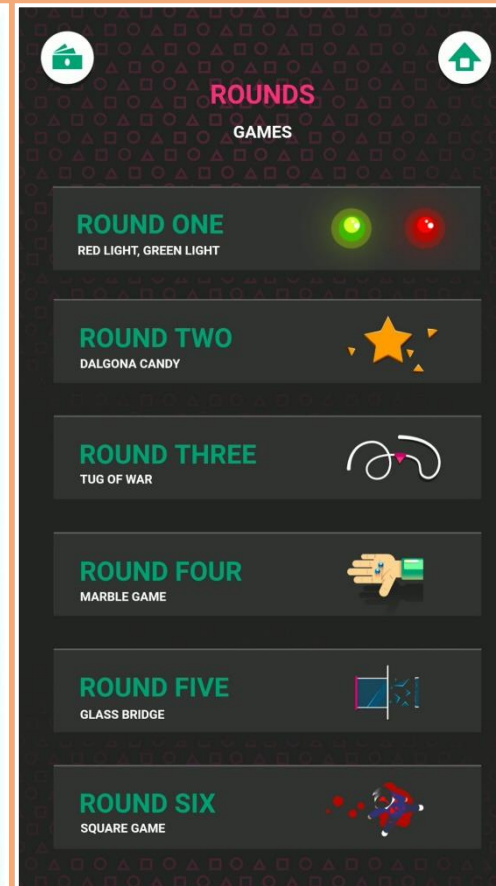 ROUNDS
GAMES
ROUND ONE
RED LIGHT, GREEN LIGHT
ROUND TWO
DALGONA CANDY
ROUND THREE
TUG OF WAR
ROUND FOUR
MARBLE GAME
ROUND FIVE
GLASS BRIDGE
ROUND SIX
SQUARE GAME